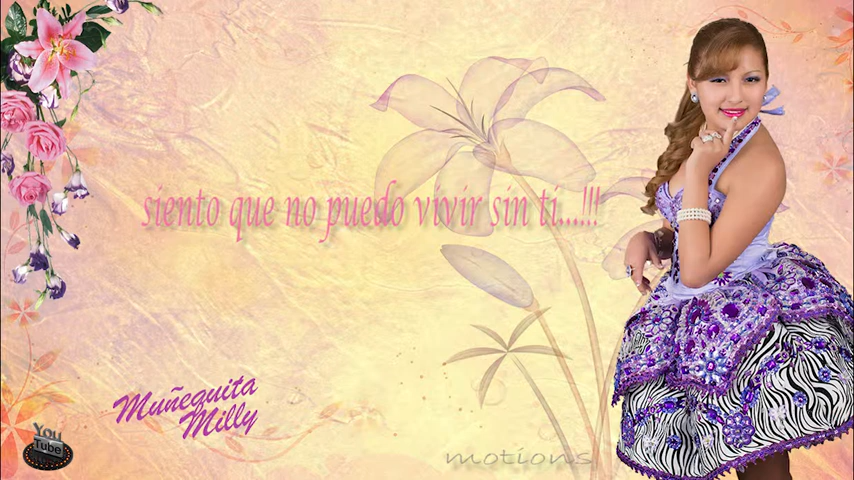 siento que no puedo vivir sin ti...!!!
Muñequita
Milly
You
Tube
motions